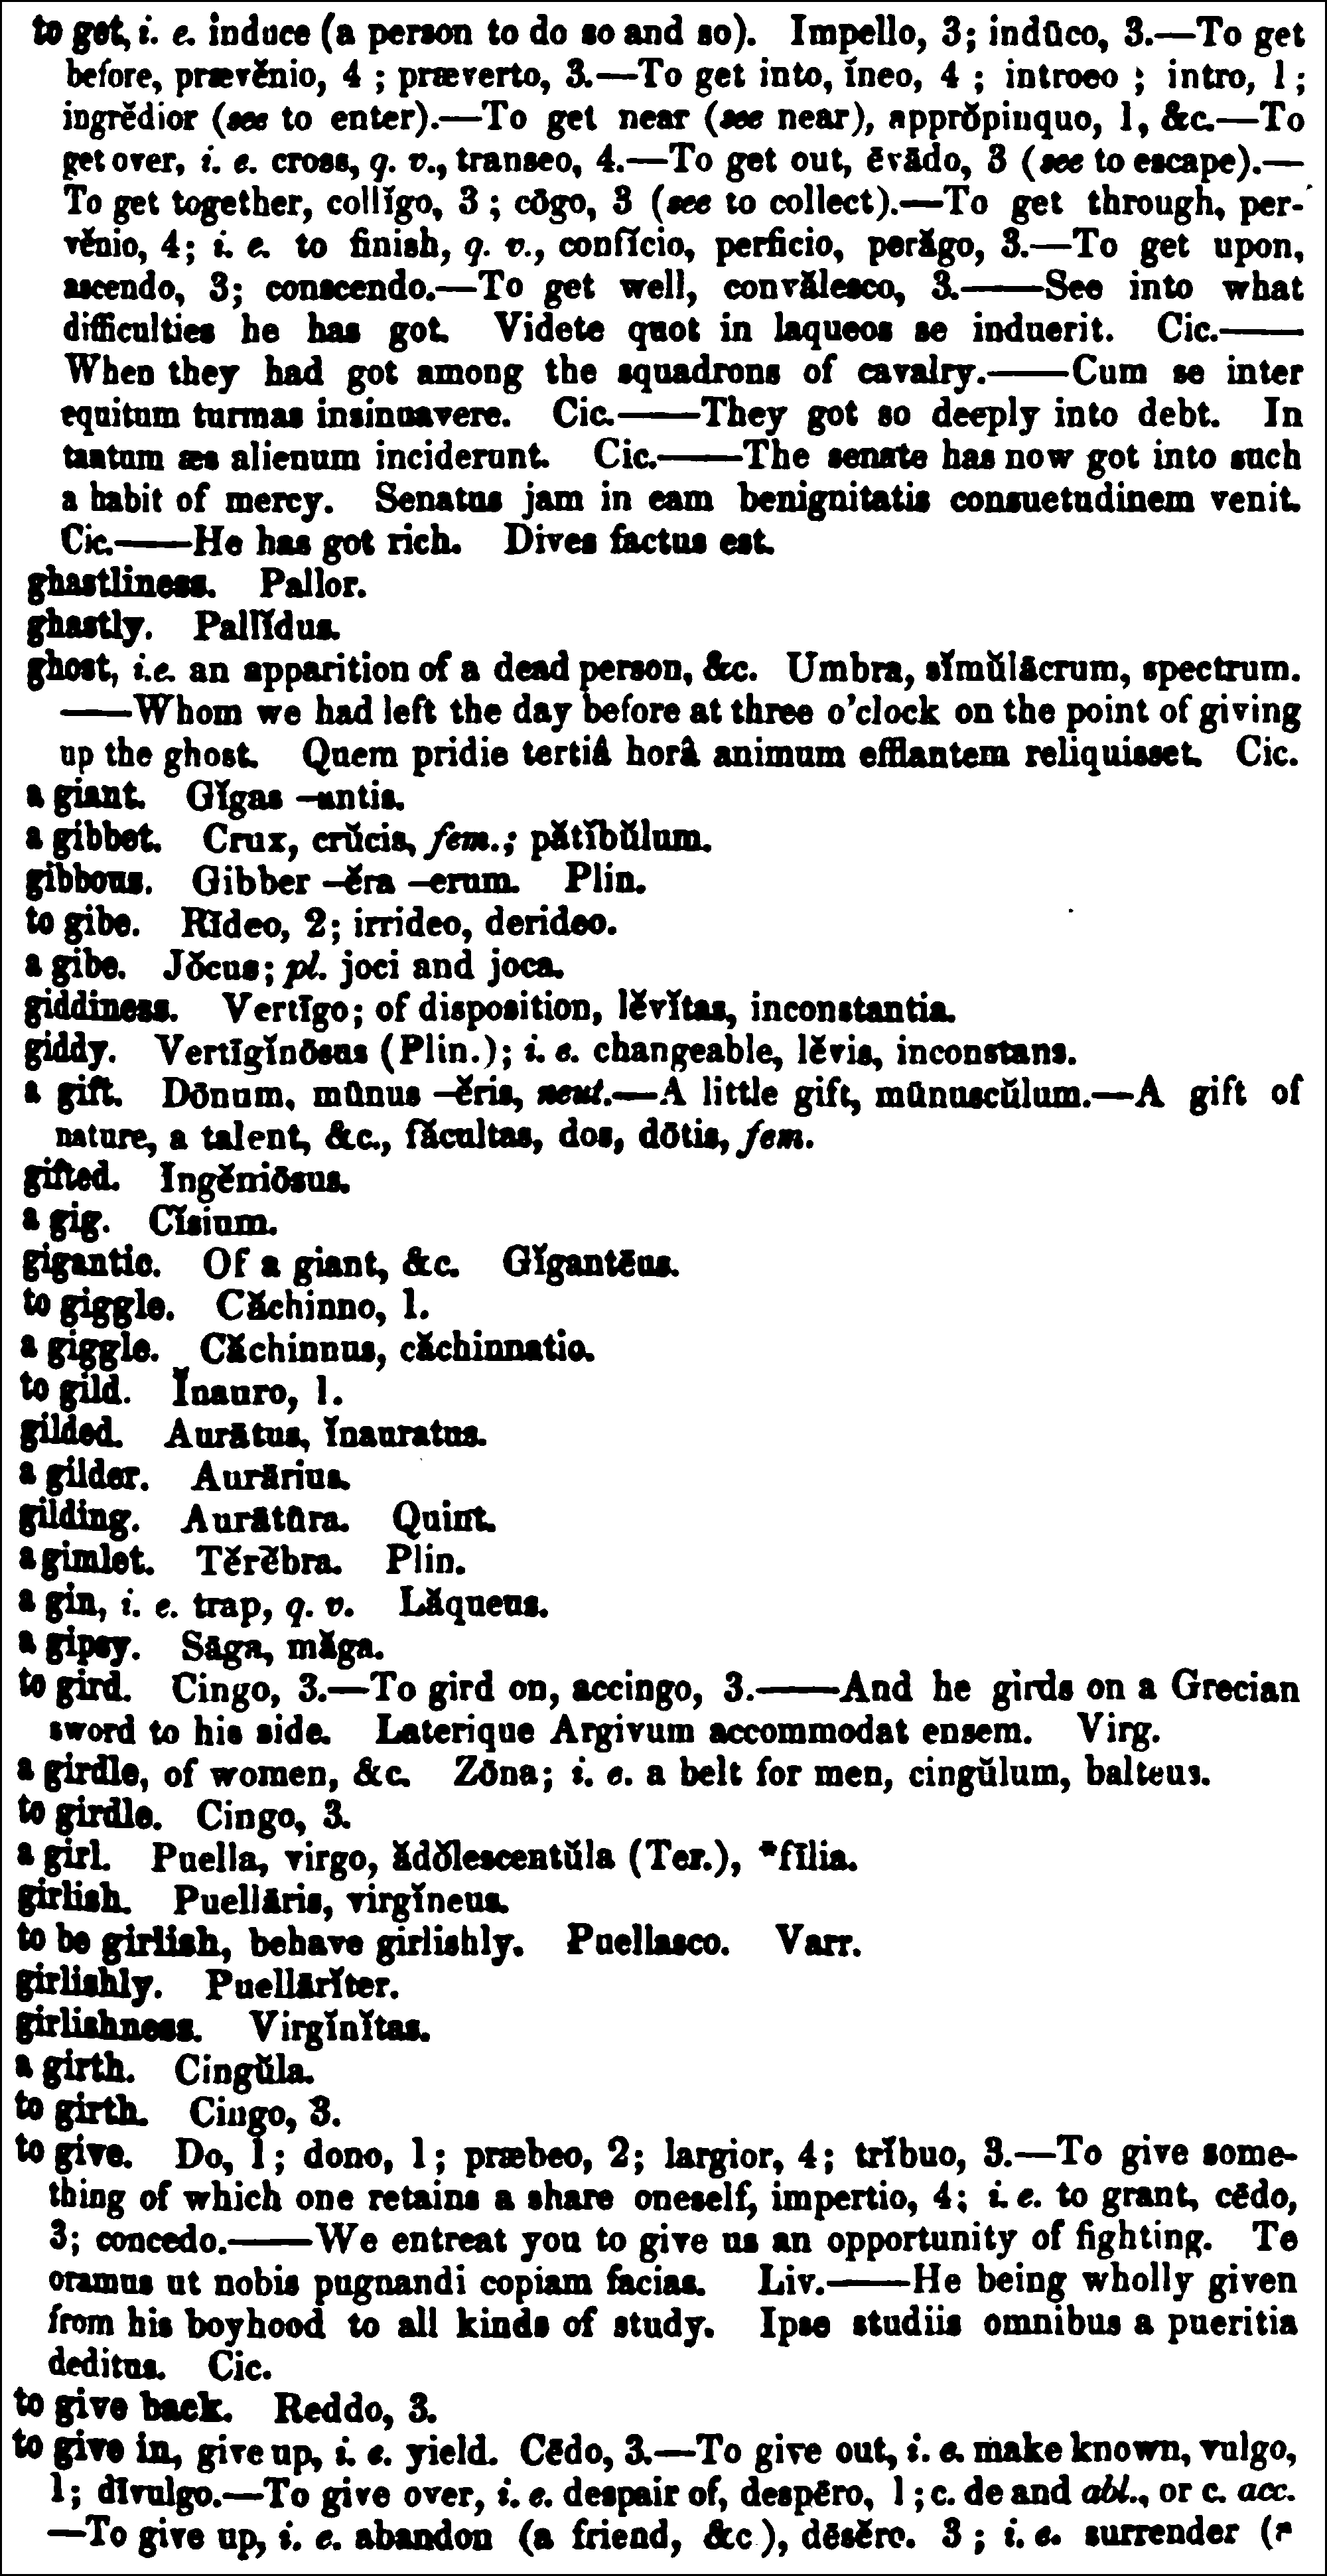 to get, i. e. induce (a person to do so and so). Impello, 3; indūco, 3.—To get
before, prævĕnio, 4 ; præverto, 3.—To get into, ĭneo, 4 ; introeo ; intro, 1 ;
ingrĕdior (see to enter).—To get near (see near), apprŏpinquo, 1, &c.—To
get over, i. e. cross, q. v., transeo, 4.—To get out, ēvādo, 3 (see to escape).—
To get together, collĭgo, 3 ; cōgo, 3 (see to collect).—To get through, per-
vĕnio, 4; i. e. to finish, q. v., confĭcio, perficio, perăgo, 3.—To get upon,
ascendo, 3; conscendo.—To get well, convălesco, 3.——See into what
difficulties he has got. Videte quot in laqueos se induerit. Cic.——
When they had got among the squadrons of cavalry.——Cum se inter
equitum turmas insinuavere. Cic.——They got so deeply into debt. In
tantum æs alienum inciderunt. Cic.——The senate has now got into such
a habit of mercy. Senatus jam in eam benignitatis consuetudinem venit.
Cic.——He has got rich. Dives factus est.
ghastliness. Pallor.
ghastly. Pallĭdus.
ghost, i.e. an apparition of a dead person, &c. Umbra, sĭmŭlācrum, spectrum.
——Whom we had left the day before at three o'clock on the point of giving
up the ghost. Quem pridie tertiâ horâ animum efflantem reliquisset. Cic.
a giant. Gĭgas –antis.
a gibbet. Crux, crŭcis, fem.; pătĭbŭlum.
gibbous. Gibber –ĕra –erum. Plin.
to gibe. Rīdeo, 2; irrideo, derideo.
a gibe. Jŏcus; pl. joci and joca.
giddiness. Vertīgo; of disposition, lĕvĭtas, inconstantia.
giddy. Vertīgĭnōsus (Plin.); i. e. changeable, lĕvis, inconstans.
a gift. Dōnum, mūnus –ĕris, neut.—A little gift, mūnuscŭlum.—A gift of
nature, a talent, &c., făcultas, dos, dōtis, fem.
gifted. Ingĕniōsus.
a gig. Cĭsium.
gigantic. Of a giant, &c. Gĭgantēus.
to giggle. Căchinno, 1.
a giggle. Căchinnus, căchinnatio.
to gild. Ĭnauro, 1.
gilded. Aurātus, ĭnauratus.
a gilder. Aurārius.
gilding. Aurātūra. Quint.
a gimlet. Tĕrĕbra. Plin.
a gin, i. e. trap, q. v. Lăqueus.
a gipsy. Sāga, măga.
to gird. Cingo, 3.—To gird on, accingo, 3.——And he girds on a Grecian
sword to his side. Laterique Argivum accommodat ensem. Virg.
a girdle, of women, &c. Zōna; i. e. a belt for men, cingŭlum, balteus.
to girdle. Cingo, 3.
a girl. Puella, virgo, ădŏlescentŭla (Ter.), *fīlia.
girlish. Puellāris, virgĭneus.
to be girlish, behave girlishly. Puellasco. Varr.
girlishly. Puellārĭter.
girlishness. Virgĭnĭtas.
a girth. Cingŭla.
to girth. Cingo, 3.
to give. Do, 1; dono, 1; præbeo, 2; largior, 4; trĭbuo, 3.—To give some-
thing of which one retains a share oneself, impertio, 4; i. e. to grant, cēdo,
3; concedo.——We entreat you to give us an opportunity of fighting. Te
oramus ut nobis pugnandi copiam facias. Liv.——He being wholly given
from his boyhood to all kinds of study. Ipse studiis omnibus a pueritia
deditus. Cic.
to give back. Reddo, 3.
to give in, give up, i. e. yield. Cēdo, 3.—To give out, i. e. make known, vulgo,
1; dīvulgo.—To give over, i. e. despair of, despēro, 1 ; c. de and abl., or c. acc.
—To give up, i. e. abandon (a friend, &c ), dēsĕro. 3 ; i. e. surrender (